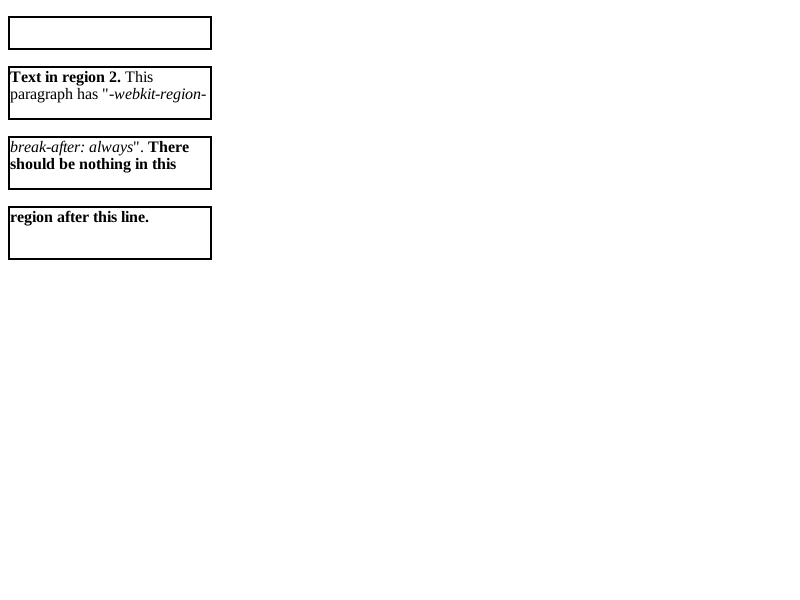 Text in region 2. This
paragraph has "-webkit-region-
break-after: always". There
should be nothing in this
region after this line.